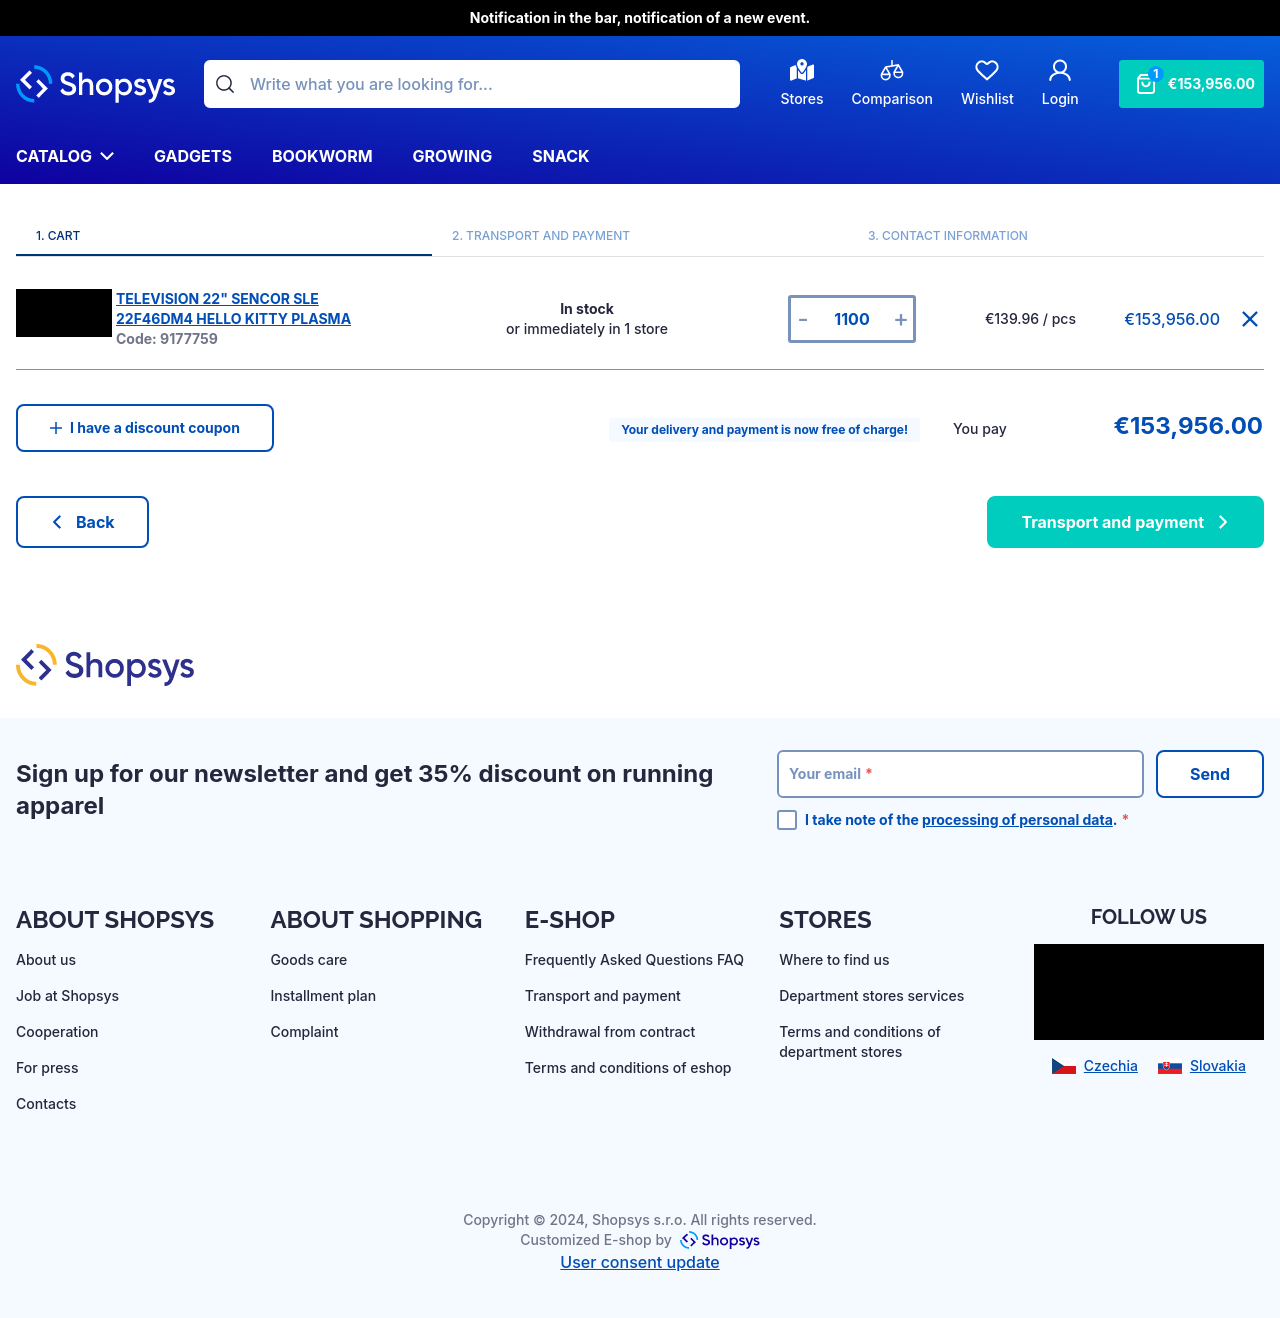 Notification in the bar, notification of a new event.
Shopsys
Write what you are looking for...
Stores
Comparison
Wishlist
Login
1
€153,956.00
CATALOG
GADGETS
BOOKWORM
GROWING
SNACK
1. CART
2. TRANSPORT AND PAYMENT
3. CONTACT INFORMATION
TELEVISION 22" SENCOR SLE
22F46DM4 HELLO KITTY PLASMA
Code: 9177759
In stock
or immediately in 1 store
- 1100 +
€139.96 / pcs
€153,956.00
+ I have a discount coupon
Your delivery and payment is now free of charge!
You pay
€153,956.00
Back
Transport and payment
Shopsys
Sign up for our newsletter and get 35% discount on running
apparel
Your email *
Send
I take note of the processing of personal data. *
ABOUT SHOPSYS
About us
Job at Shopsys
Cooperation
For press
Contacts
ABOUT SHOPPING
Goods care
Installment plan
Complaint
E-SHOP
Frequently Asked Questions FAQ
Transport and payment
Withdrawal from contract
Terms and conditions of eshop
STORES
Where to find us
Department stores services
Terms and conditions of
department stores
FOLLOW US
Czechia
Slovakia
Copyright © 2024, Shopsys s.r.o. All rights reserved.
Customized E-shop by Shopsys
User consent update